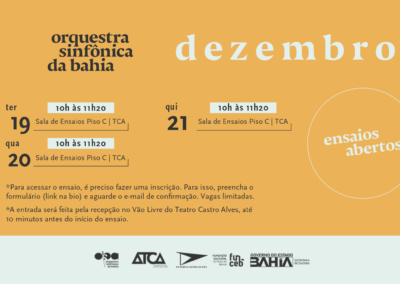 orquestra
sinfônica
da bahia
dezembro
ter
19
10h às 11h20
Sala de Ensaios Piso C | TCA
qua
20
10h às 11h20
Sala de Ensaios Piso C | TCA
qui
21
10h às 11h20
Sala de Ensaios Piso C | TCA
ensaios
abertos
*Para acessar o ensaio, é preciso fazer uma inscrição. Para isso, preencha o
formulário (link na bio) e aguarde o e-mail de confirmação. Vagas limitadas.
*A entrada será feita pela recepção no Vão Livre do Teatro Castro Alves, até
10 minutos antes do início do ensaio.
ATCA
funceb
GOVERNO DO ESTADO
BAHIA